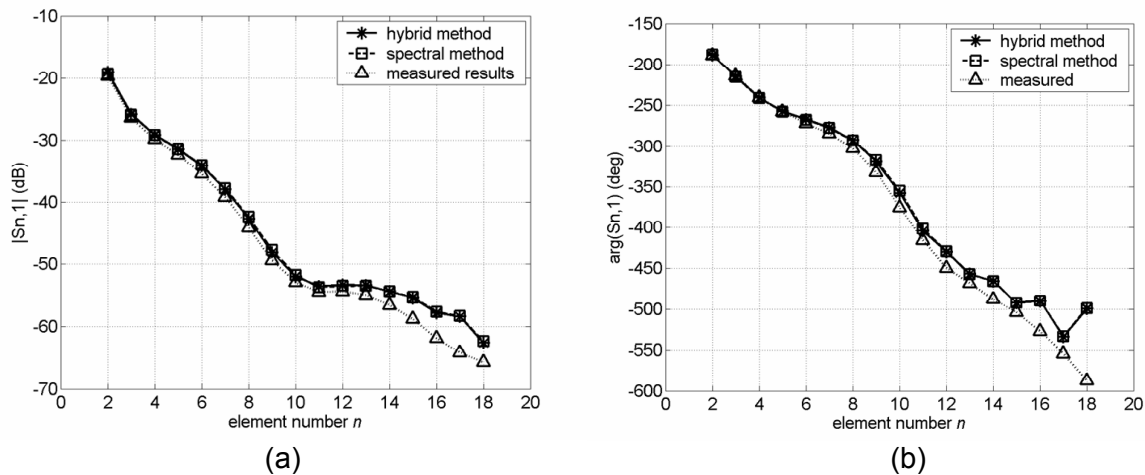 -10
-20
-30
-40
-50
-60
-70
|Sn,1| (dB)
hybrid method
spectral method
measured results
0 2 4 6 8 10 12 14 16 18 20
element number n
(a)
-150
-200
-250
-300
-350
-400
-450
-500
-550
-600
arg(Sn,1) (deg)
hybrid method
spectral method
measured
0 2 4 6 8 10 12 14 16 18 20
element number n
(b)